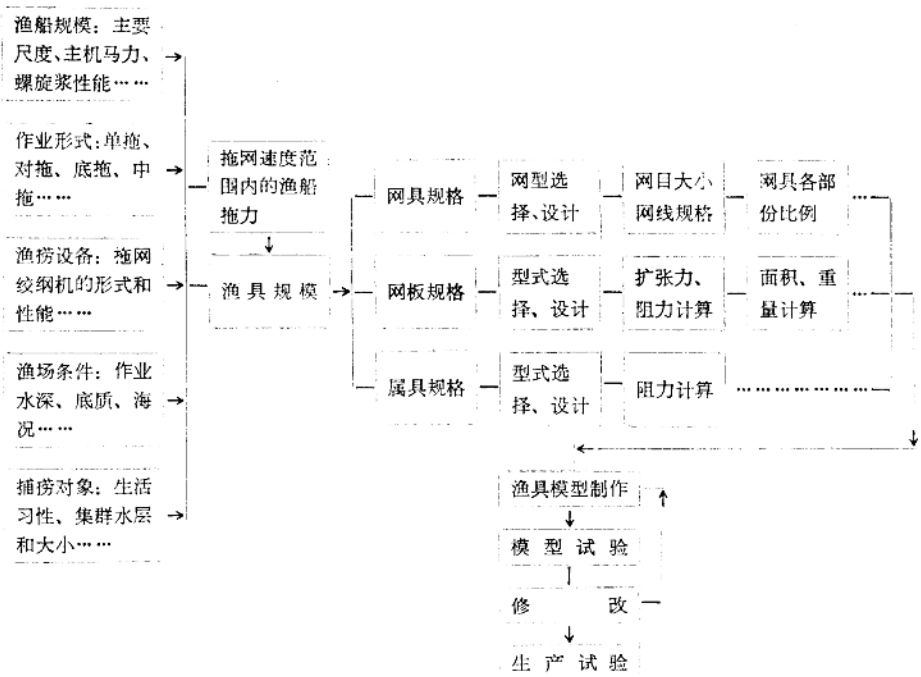 渔船规模：主要
尺度、主机马力、
螺旋浆性能……
作业形式：单拖、
对拖、底拖、中
拖……
渔捞设备：拖网
绞纲机的形式和
性能……
渔场条件：作业
水深、底质、海
况……
捕捞对象：生活
习性、集群水层
和大小……
拖网速度范
围内的渔船
拖力
渔具规模
网具规格
网型选
择、设计
网目大小
网线规格
网具各部
份比例
……
网板规格
型式选
择、设计
扩张力、
阻力计算
面积、重
量计算
……
属具规格
型式选
择、设计
阻力计算
………………
渔具模型制作
模型试验
修改
生产试验